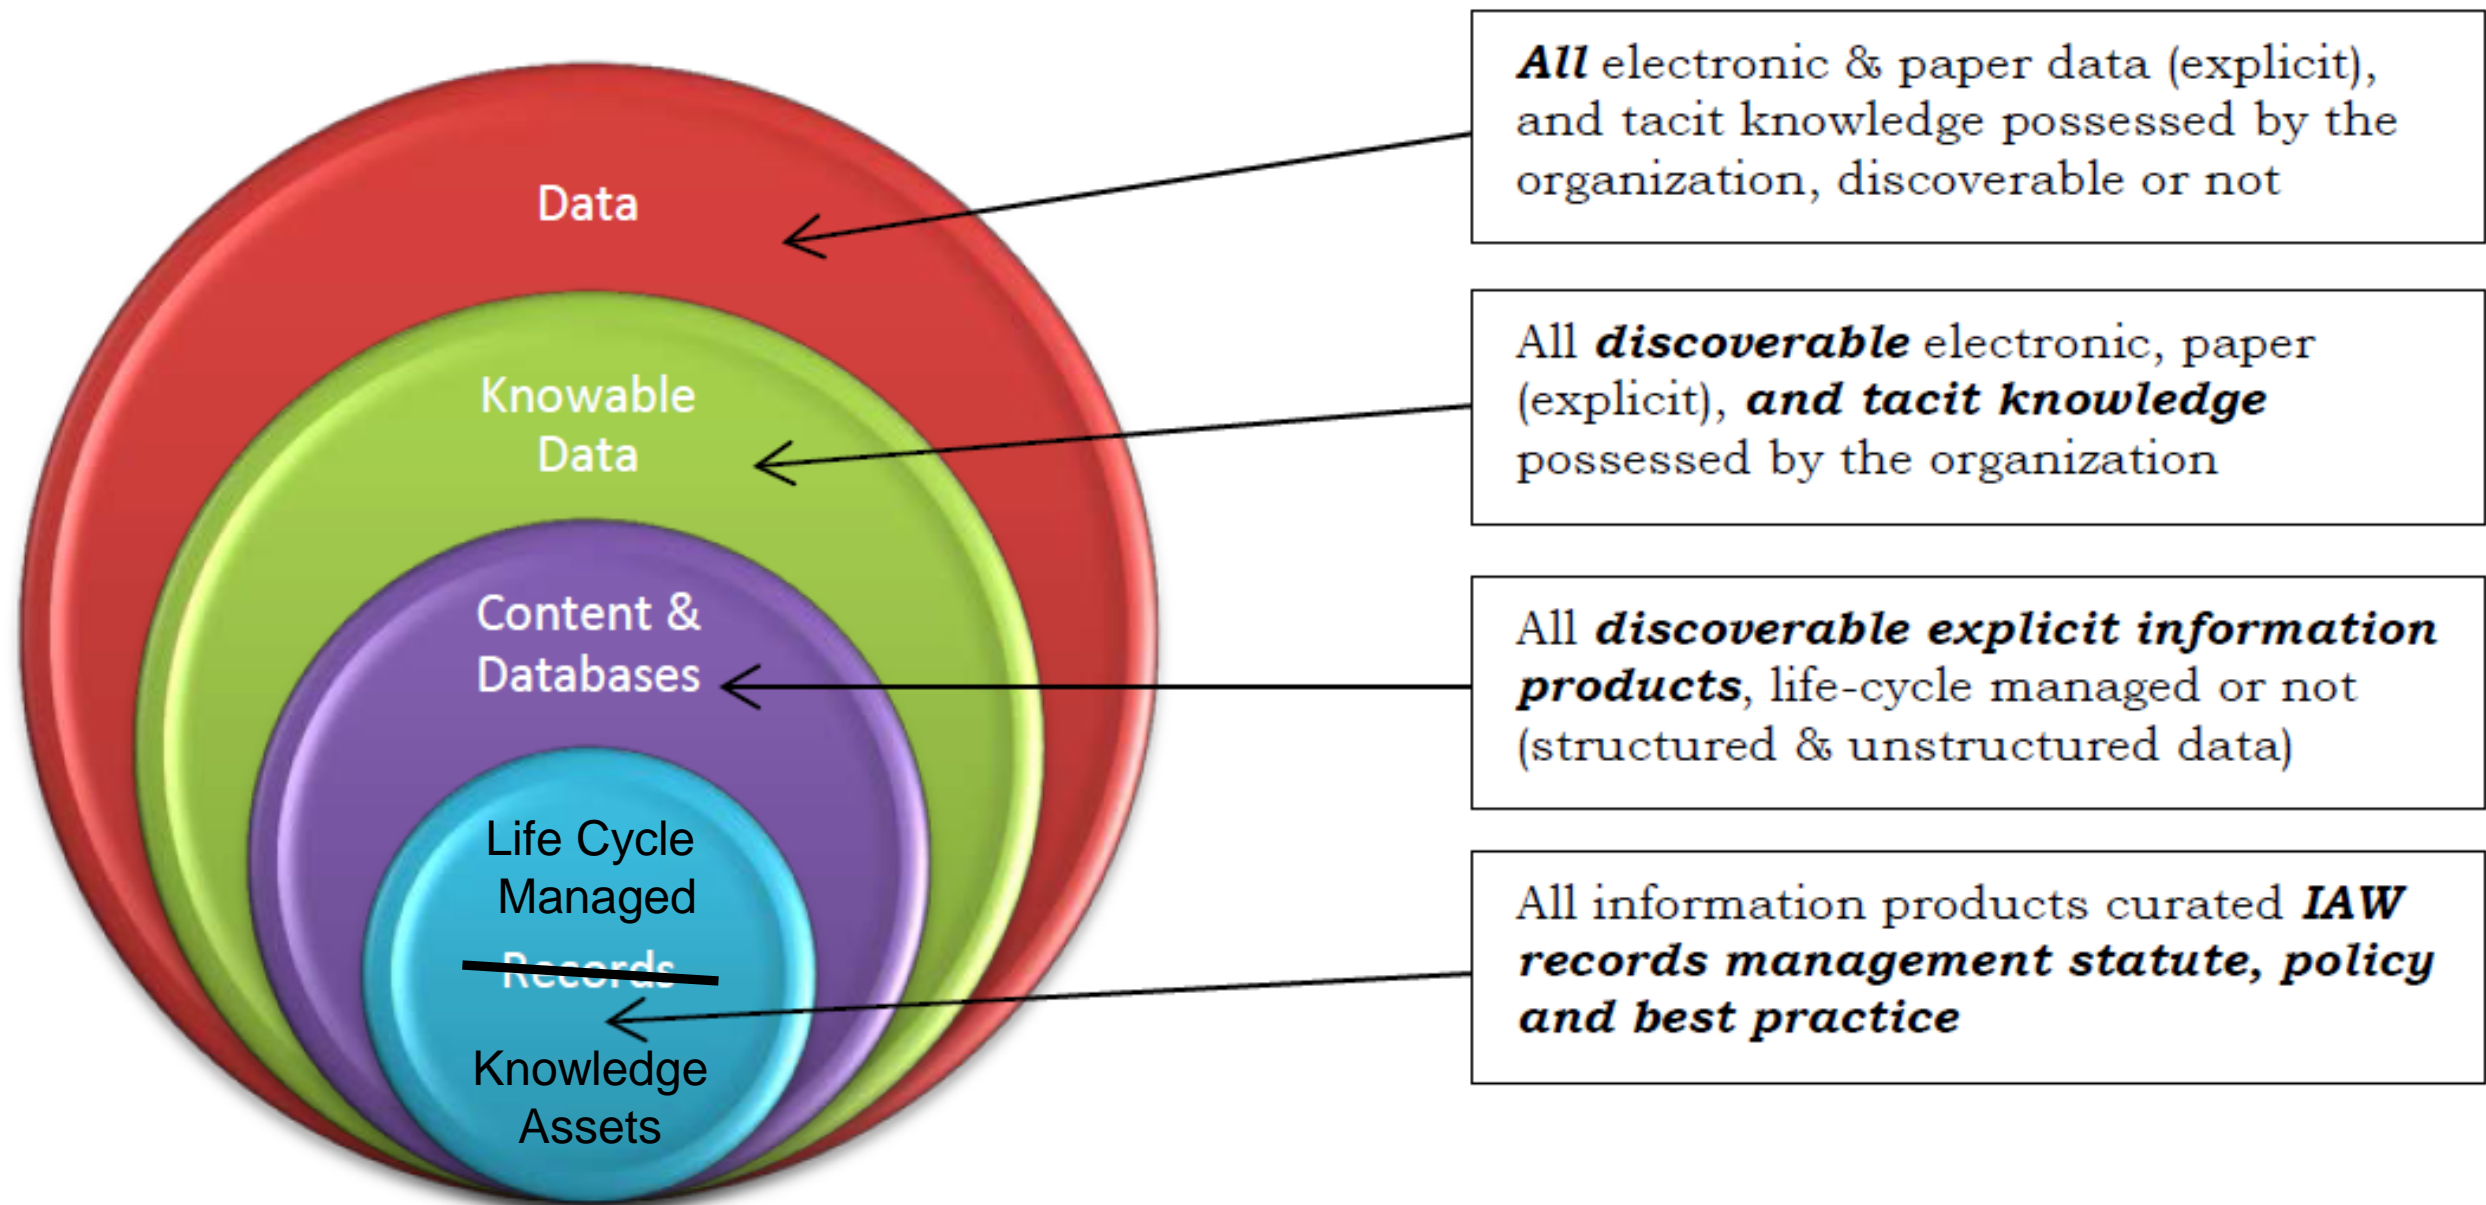 Data
Knowable
Data
Content &
Databases
Life Cycle
Managed
Records
Knowledge
Assets
All electronic & paper data (explicit),
and tacit knowledge possessed by the
organization, discoverable or not
All discoverable electronic, paper
(explicit), and tacit knowledge
possessed by the organization
All discoverable explicit information
products, life-cycle managed or not
(structured & unstructured data)
All information products curated IAW
records management statute, policy
and best practice